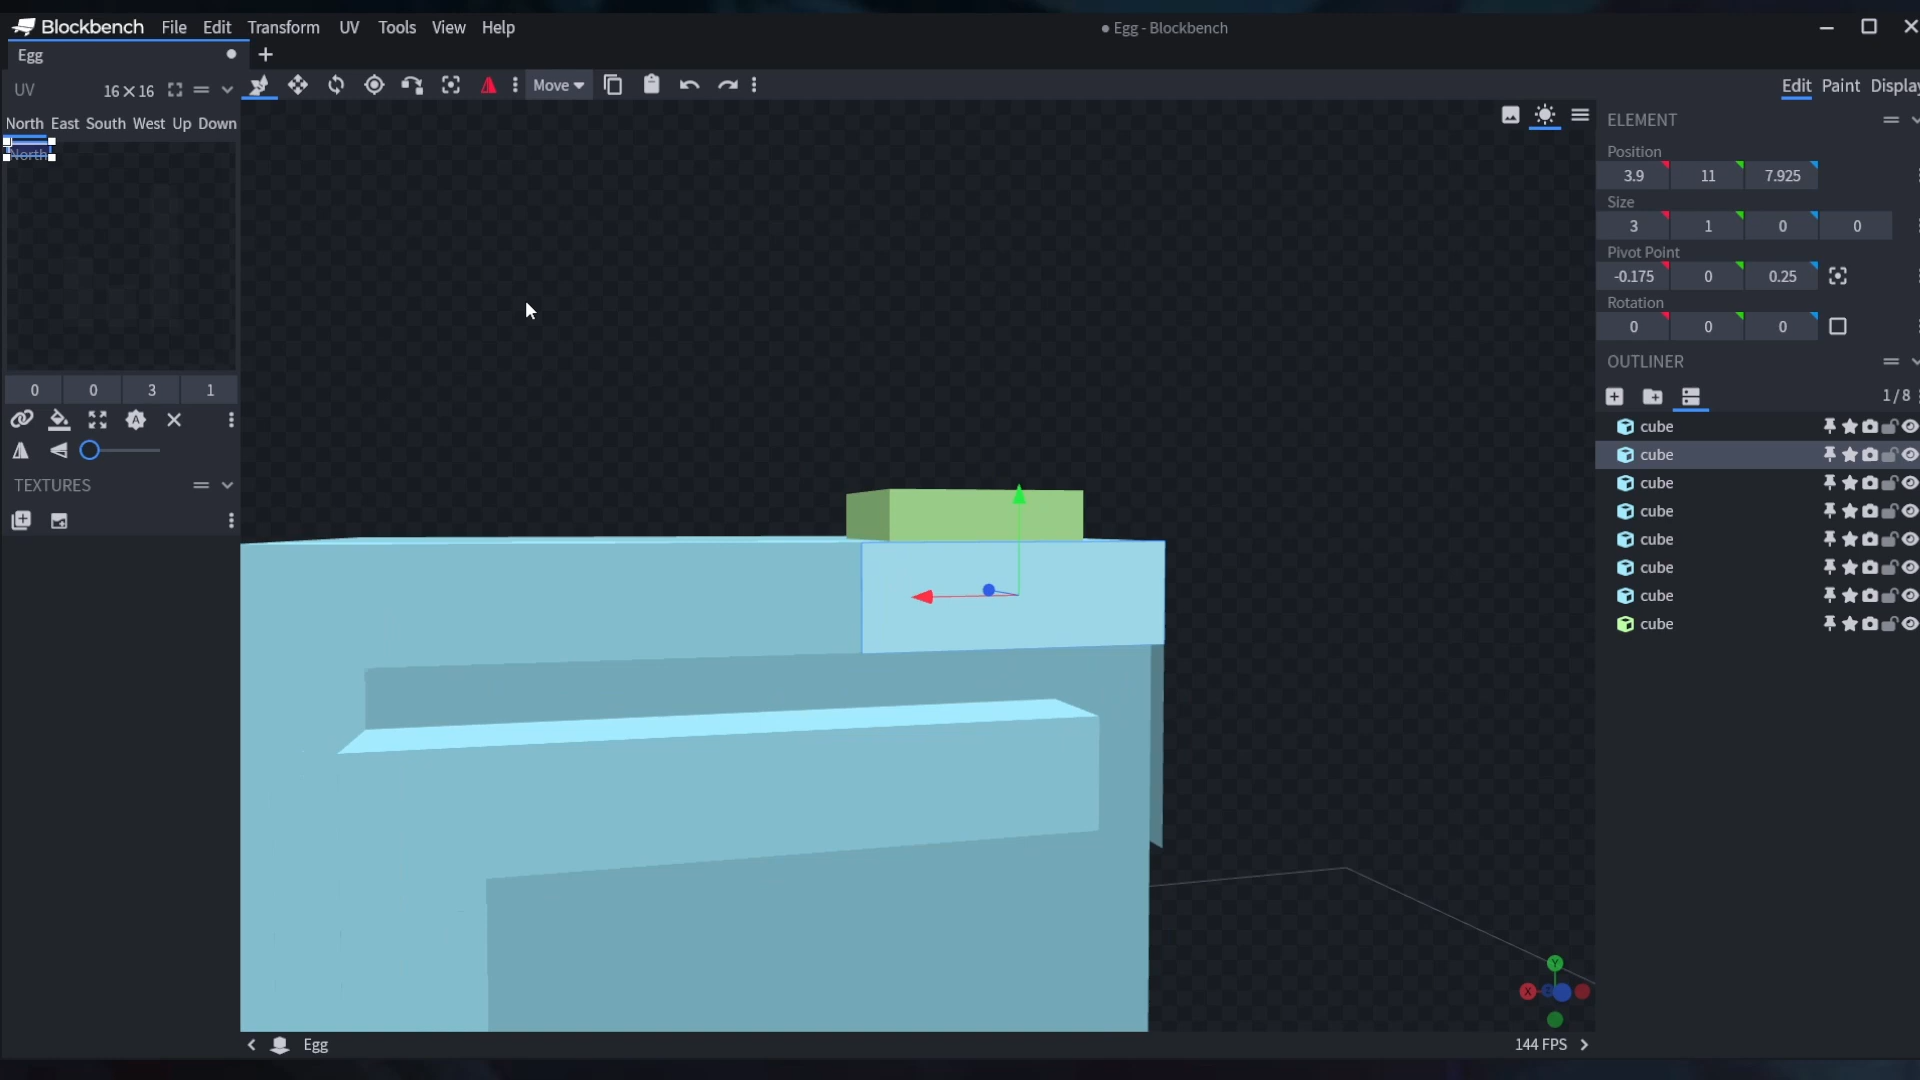 Blockbench File Edit Transform UV Tools View Help
Egg - Blockbench
Egg
UV 16×16
Move
Edit Paint Display
North East South West Up Down
North
ELEMENT
Position
3.9 11 7.925
Size
3 1 0 0
Pivot Point
-0.175 0 0.25
Rotation
0 0 0
OUTLINER
1/8
0 0 3 1
TEXTURES
cube
cube
cube
cube
cube
cube
cube
cube
Y
X
Egg
144 FPS